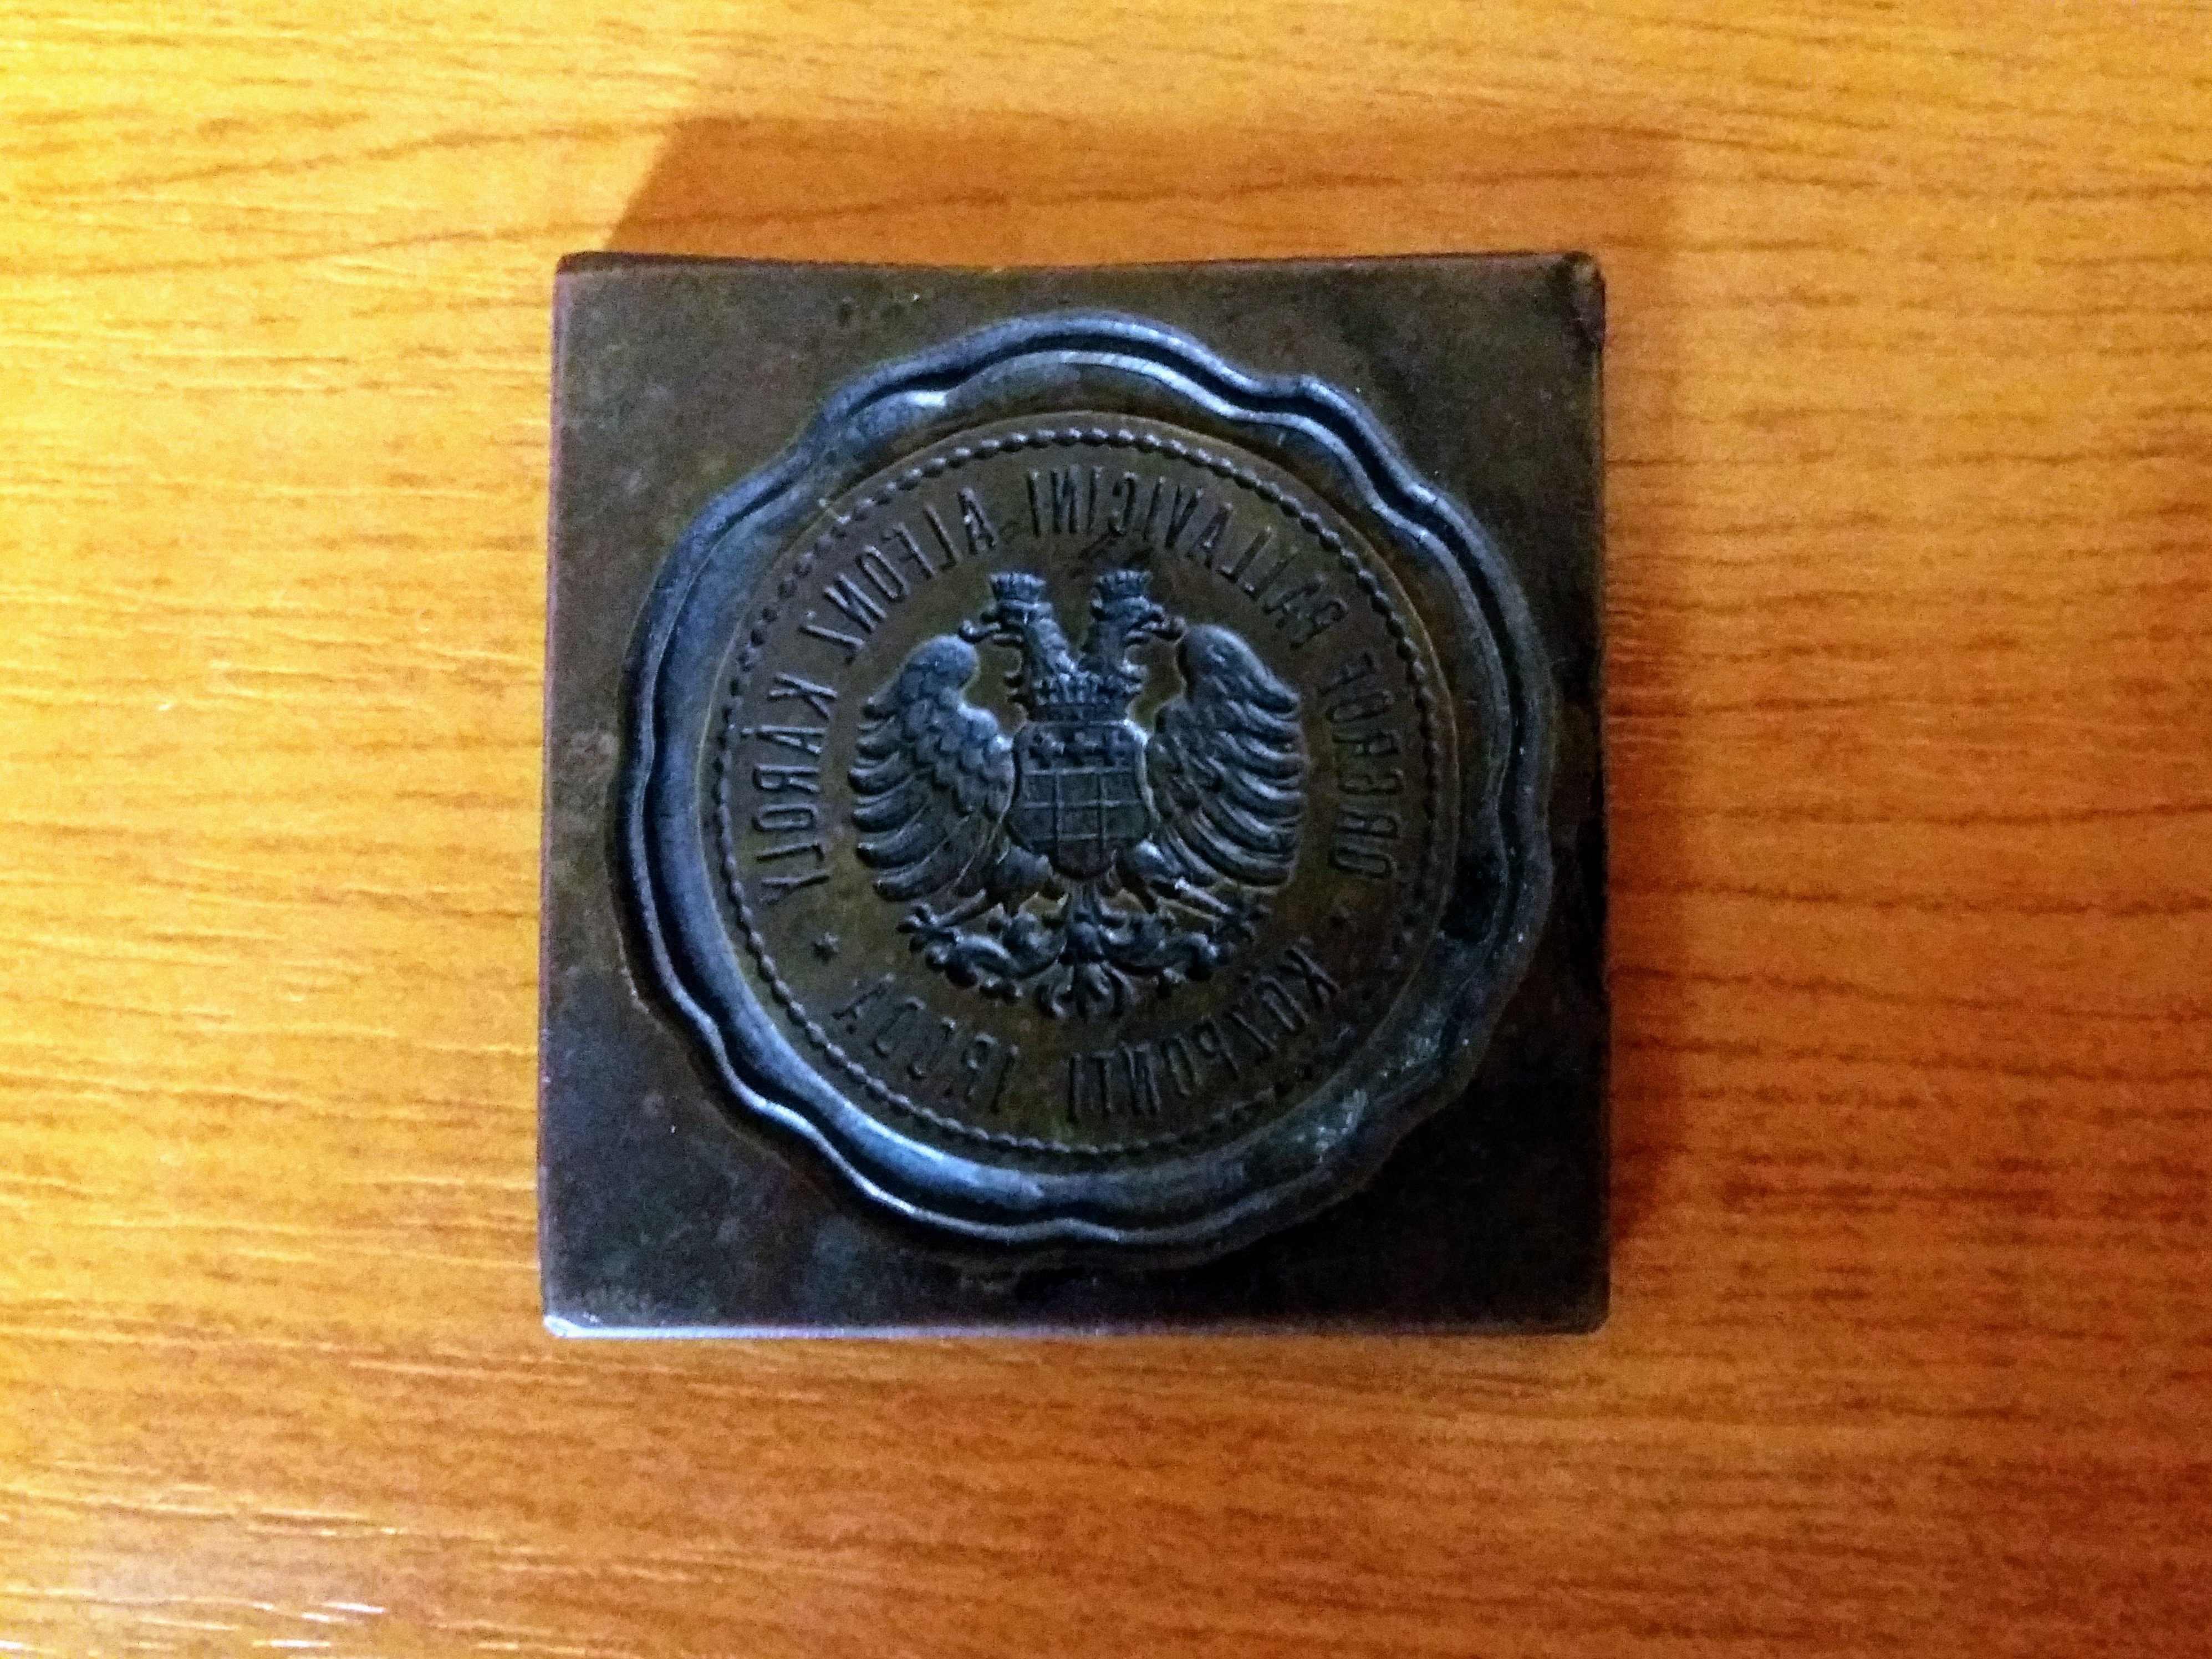 ŐRGRÓF PALLAVICINI ALFONZ KÁROLY
KÖZPONTI IRODA